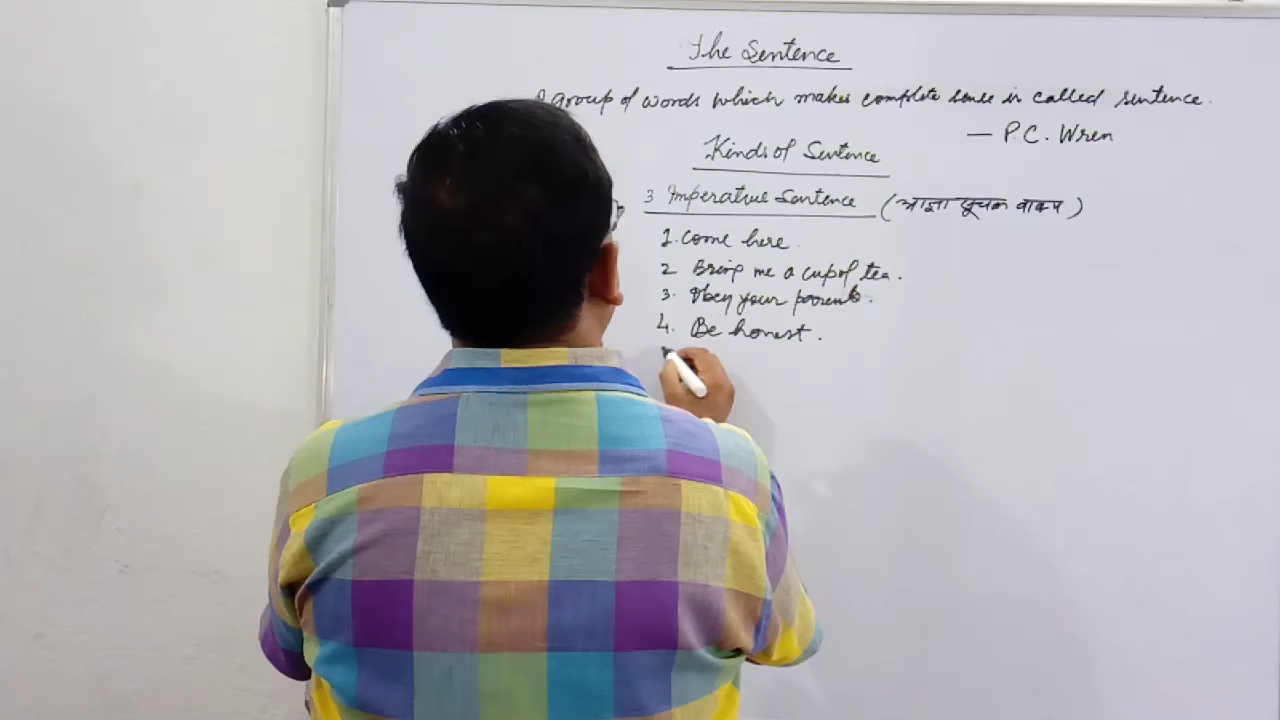 The Sentence
A group of words which makes complete sense is called sentence.
— P.C. Wren
Kinds of Sentence
3 Imperative Sentence (आज्ञा सूचक वाक्य)
1. Come here.
2 Bring me a cup of tea.
3. Obey your parents.
4. Be honest.